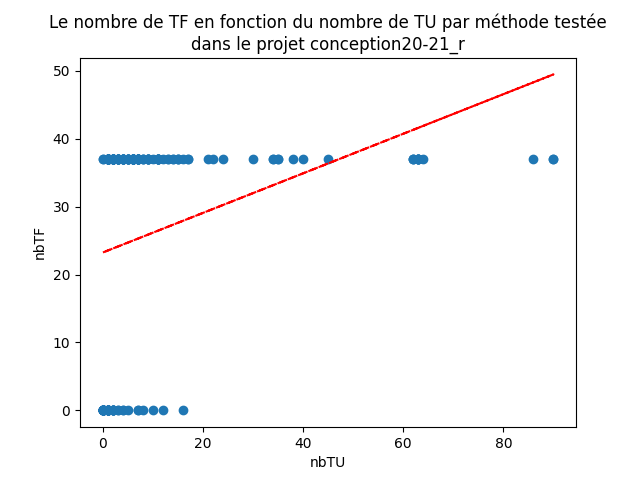 Le nombre de TF en fonction du nombre de TU par méthode testée
dans le projet conception20-21_r
50
40
30
20
10
0
nbTF
0 20 40 60 80
nbTU